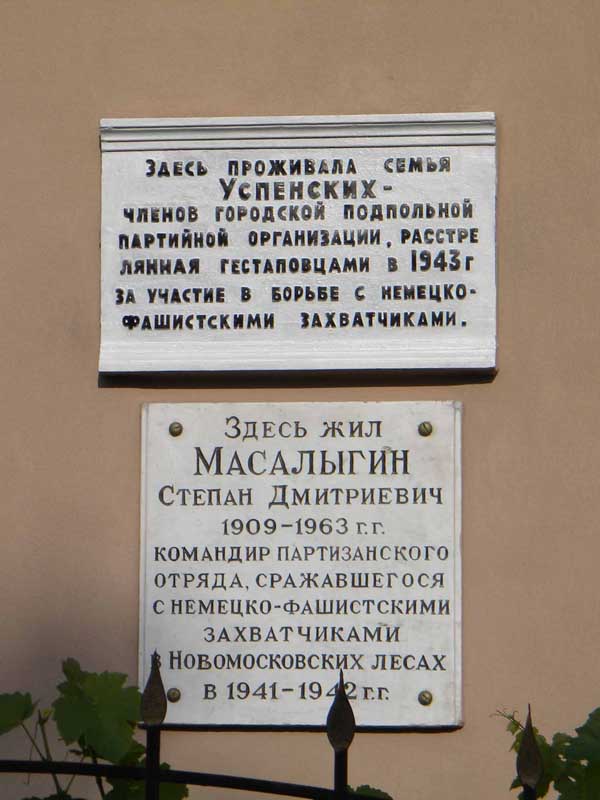 Здесь проживала семья
Успенских-
членов городской подпольной
партийной организации, расстре
лянная гестаповцами в 1943г
за участие в борьбе с немецко-
фашистскими захватчиками.
Здесь жил
Масалыгин
Степан Дмитриевич
1909-1963 г.г.
командир партизанского
отряда, сражавшегося
с немецко-фашистскими
захватчиками
в Новомосковских лесах
в 1941-1942 г.г.